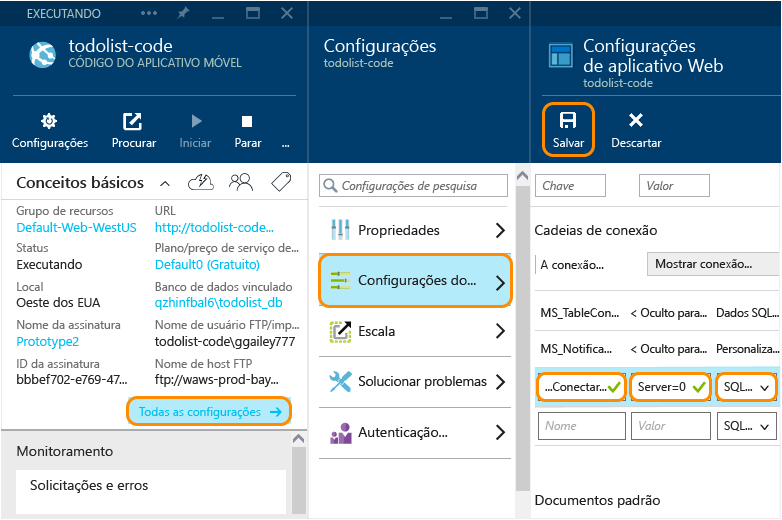 EXECUTANDO
todolist-code
CÓDIGO DO APLICATIVO MÓVEL
Configurações
Procurar
Iniciar
Parar
...
Conceitos básicos
Grupo de recursos
URL
Default-Web-WestUS
http://todolist-code...
Status
Plano/preço de serviço de...
Executando
Default0 (Gratuito)
Local
Banco de dados vinculado
Oeste dos EUA
qzhinfbal6\todolist_db
Nome da assinatura
Nome de usuário FTP/imp...
Prototype2
todolist-code\ggailey777
ID da assinatura
Nome de host FTP
bbbef702-e769-47...
ftp://waws-prod-bay...
Todas as configurações
Monitoramento
Solicitações e erros
Configurações
todolist-code
Configurações de pesquisa
Propriedades
Configurações do...
Escala
Solucionar problemas
Autenticação...
Configurações
de aplicativo Web
todolist-code
Salvar
Descartar
Chave
Valor
Cadeias de conexão
A conexão...
Mostrar conexão...
MS_TableCon...
< Oculto para...
Dados SQL...
MS_Notifica...
< Oculto para...
Personaliza...
...Conectar...
Server=0
SQL...
Nome
Valor
SQL...
Documentos padrão